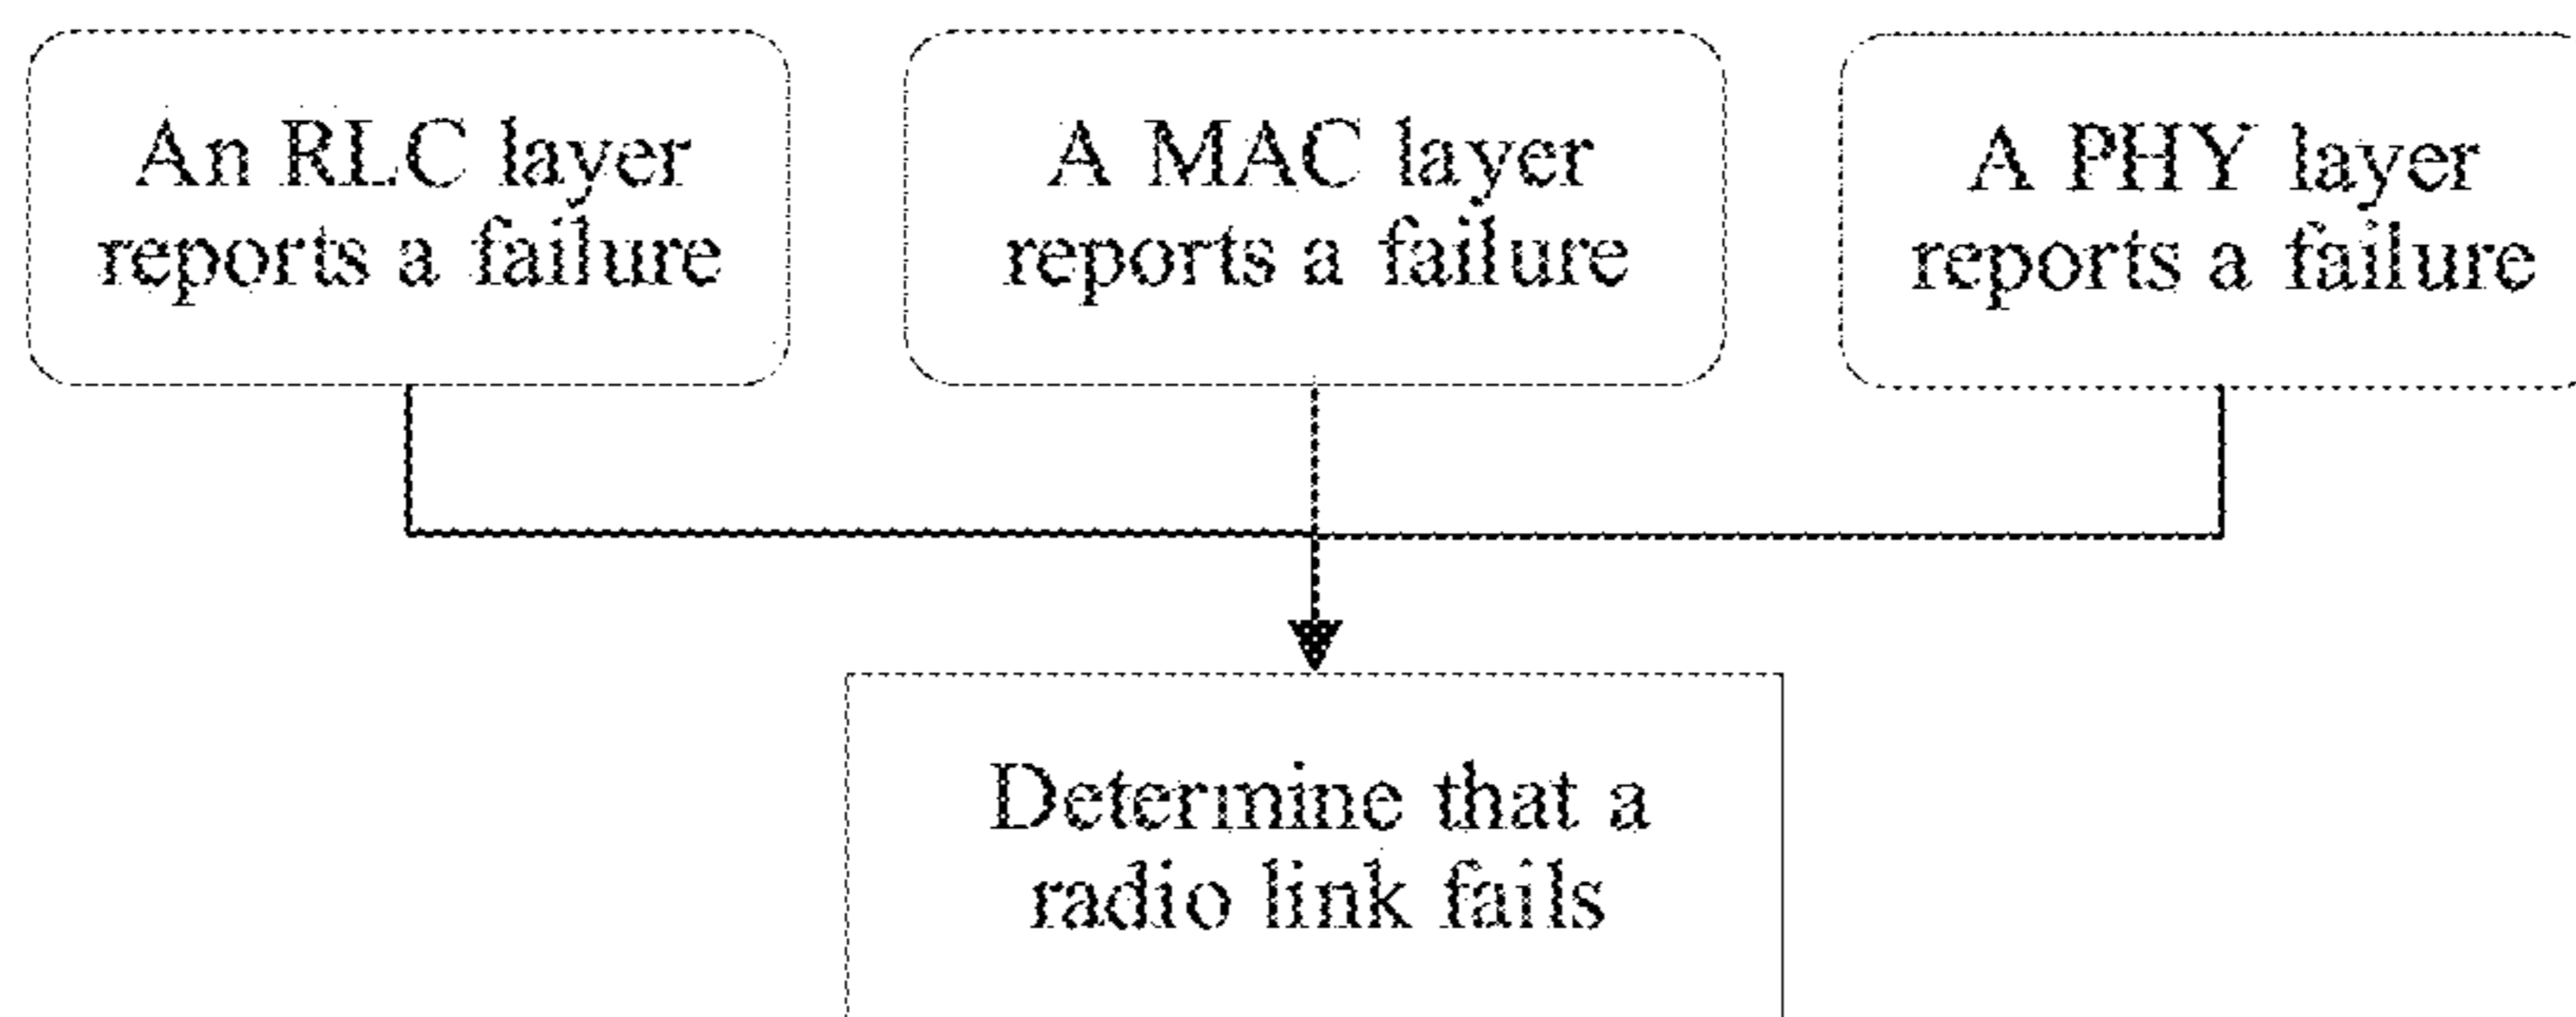 An RLC layer
reports a failure
A MAC layer
reports a failure
A PHY layer
reports a failure
Determine that a
radio link fails